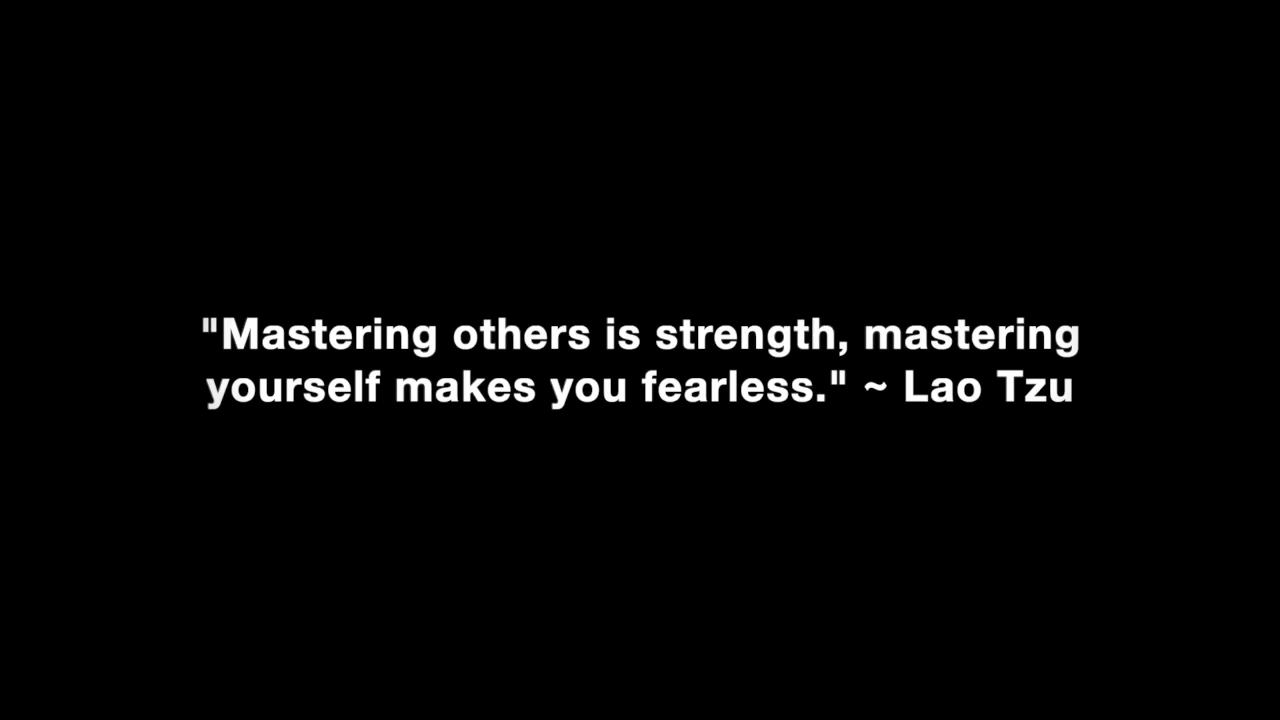 "Mastering others is strength, mastering
yourself makes you fearless." ~ Lao Tzu